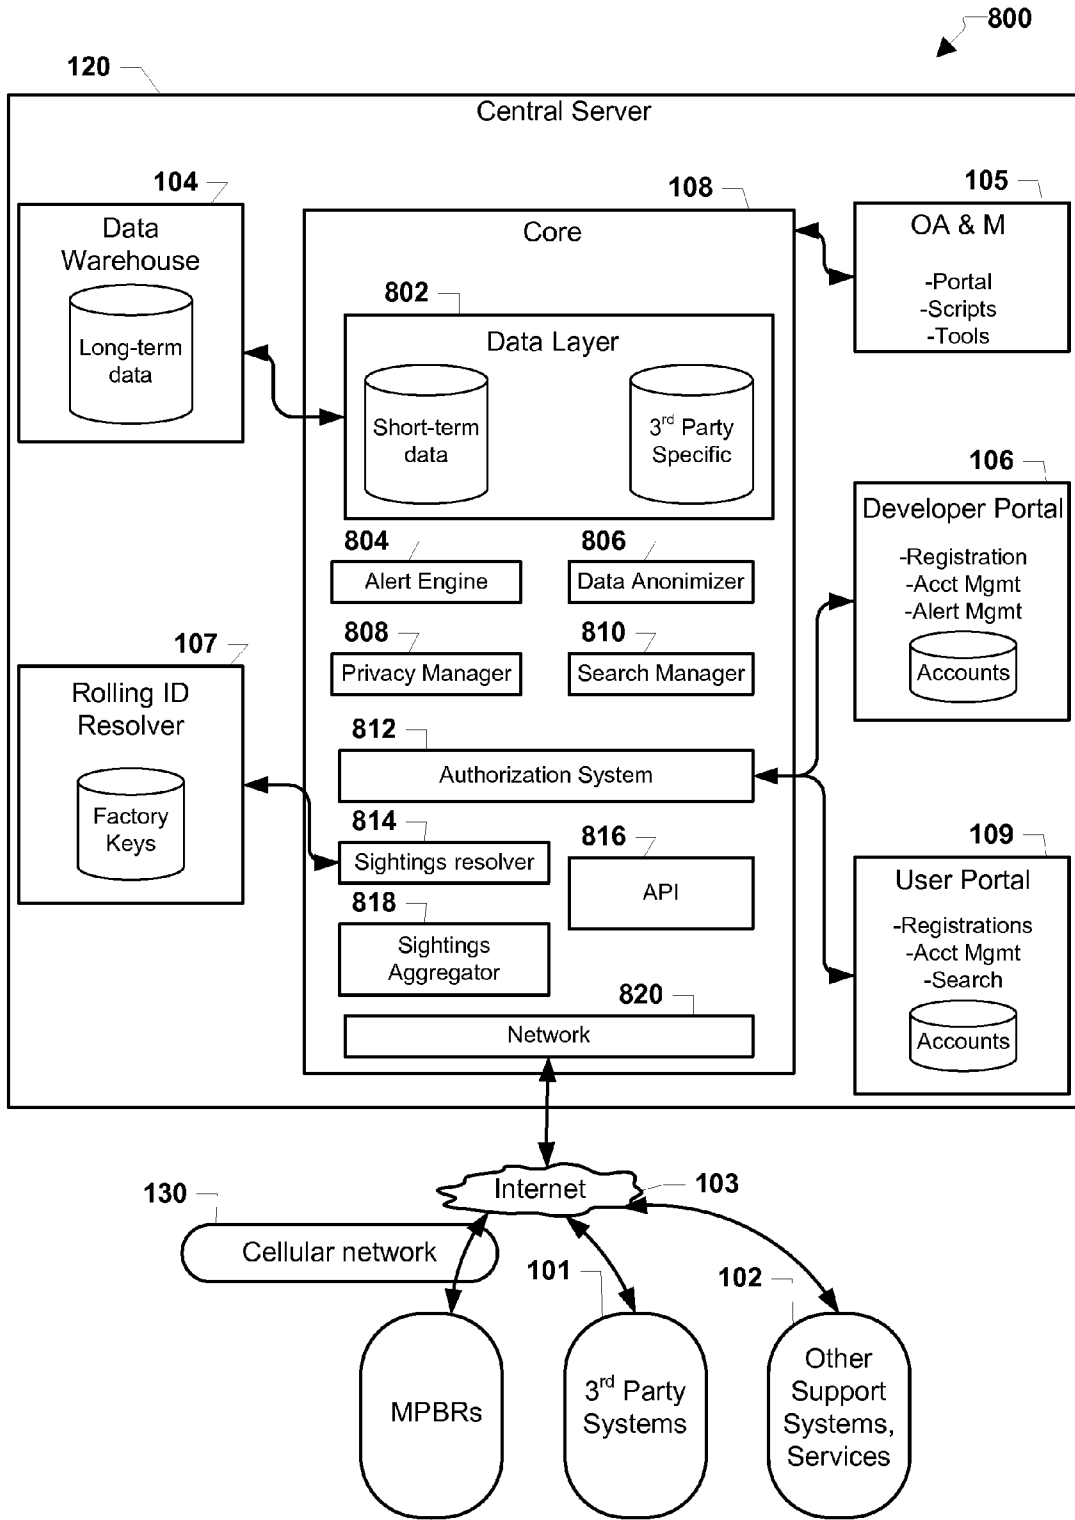 800
120
Central Server
104
Data
Warehouse
Long-term
data
108
Core
105
OA & M
-Portal
-Scripts
-Tools
802
Data Layer
Short-term
data
3rd Party
Specific
106
Developer Portal
-Registration
-Acct Mgmt
-Alert Mgmt
Accounts
804
Alert Engine
806
Data Anonimizer
808
Privacy Manager
810
Search Manager
107
Rolling ID
Resolver
Factory
Keys
812
Authorization System
814
Sightings resolver
816
API
818
Sightings
Aggregator
109
User Portal
-Registrations
-Acct Mgmt
-Search
Accounts
820
Network
Internet
103
130
Cellular network
101
102
MPBRs
3rd Party
Systems
Other
Support
Systems,
Services